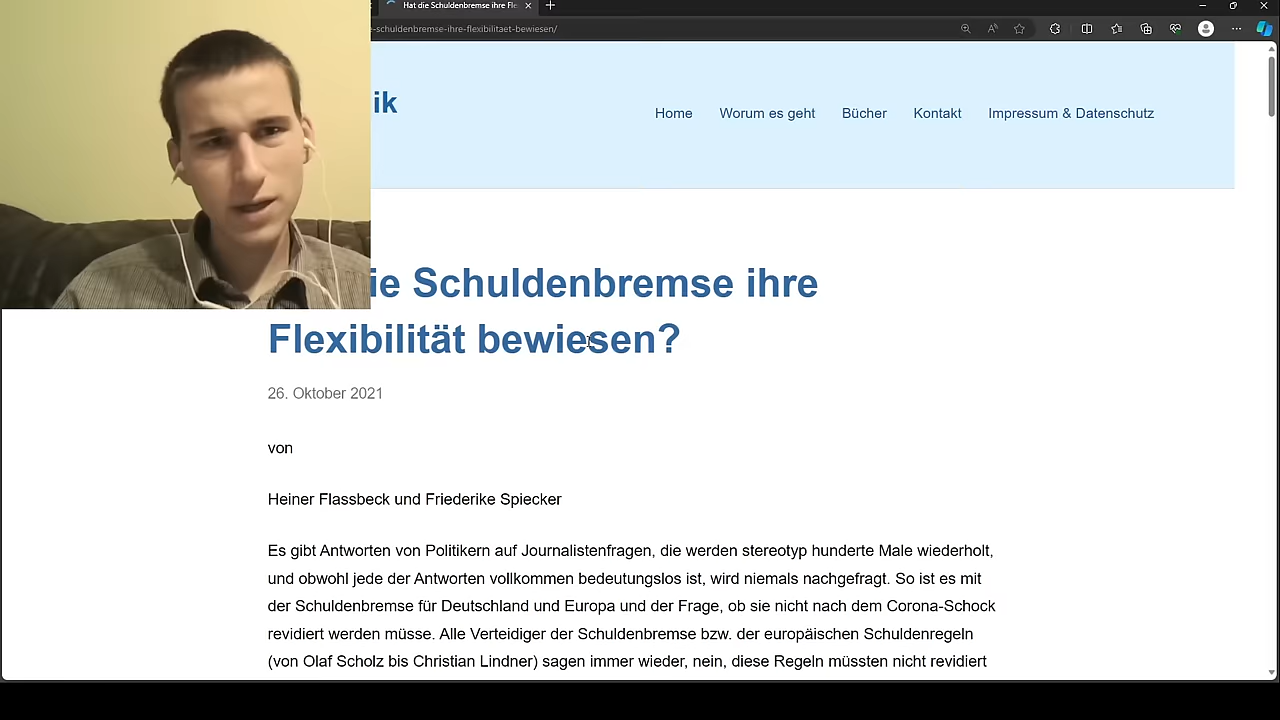 Hat die Schuldenbremse ihre Fle
e-schuldenbremse-ihre-flexibilitaet-bewiesen/
ik
Home Worum es geht Bücher Kontakt Impressum & Datenschutz
ie Schuldenbremse ihre
Flexibilität bewiesen?
26. Oktober 2021
von
Heiner Flassbeck und Friederike Spiecker
Es gibt Antworten von Politikern auf Journalistenfragen, die werden stereotyp hunderte Male wiederholt,
und obwohl jede der Antworten vollkommen bedeutungslos ist, wird niemals nachgefragt. So ist es mit
der Schuldenbremse für Deutschland und Europa und der Frage, ob sie nicht nach dem Corona-Schock
revidiert werden müsse. Alle Verteidiger der Schuldenbremse bzw. der europäischen Schuldenregeln
(von Olaf Scholz bis Christian Lindner) sagen immer wieder, nein, diese Regeln müssten nicht revidiert